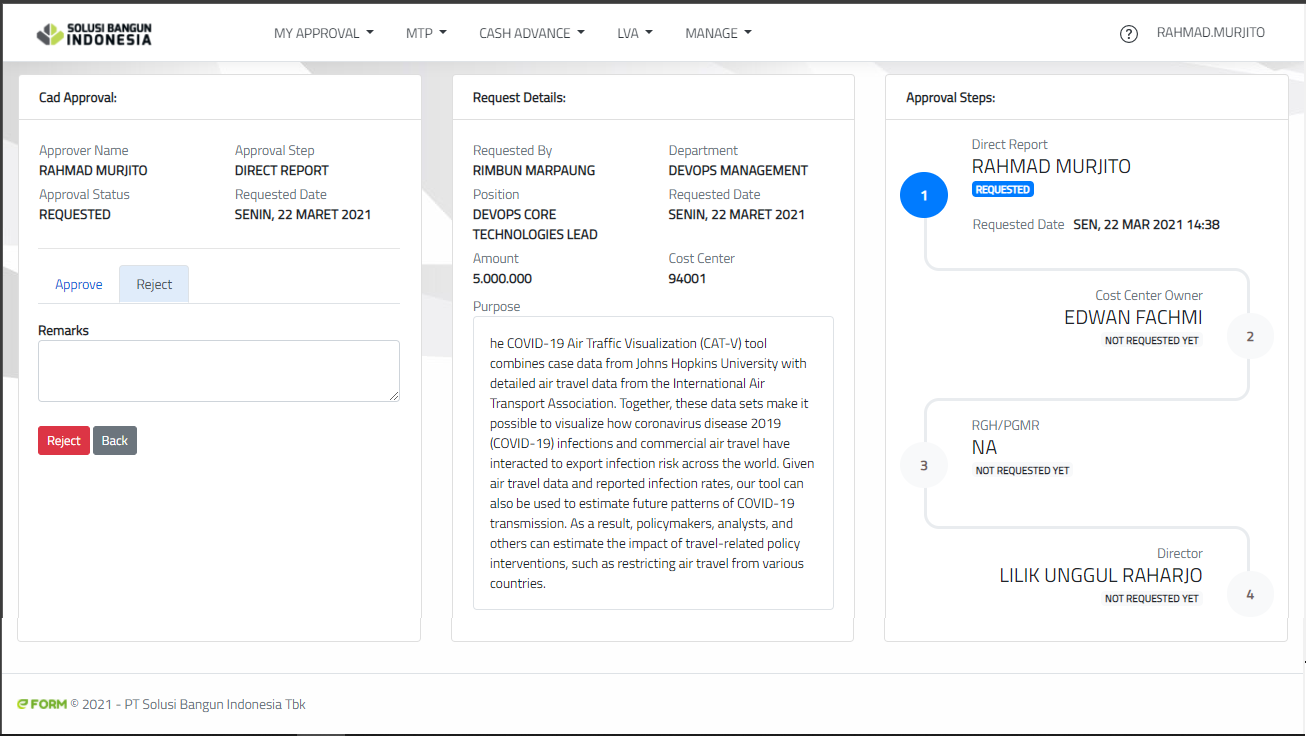 SOLUSI BANGUN
INDONESIA
MY APPROVAL
MTP
CASH ADVANCE
LVA
MANAGE
?
RAHMAD.MURJITO
Cad Approval:
Approver Name
RAHMAD MURJITO
Approval Step
DIRECT REPORT
Approval Status
REQUESTED
Requested Date
SENIN, 22 MARET 2021
Approve
Reject
Remarks
Reject
Back
Request Details:
Requested By
RIMBUN MARPAUNG
Department
DEVOPS MANAGEMENT
Position
DEVOPS CORE
TECHNOLOGIES LEAD
Requested Date
SENIN, 22 MARET 2021
Amount
5.000.000
Cost Center
94001
Purpose
he COVID-19 Air Traffic Visualization (CAT-V) tool
combines case data from Johns Hopkins University with
detailed air travel data from the International Air
Transport Association. Together, these data sets make it
possible to visualize how coronavirus disease 2019
(COVID-19) infections and commercial air travel have
interacted to export infection risk across the world. Given
air travel data and reported infection rates, our tool can
also be used to estimate future patterns of COVID-19
transmission. As a result, policymakers, analysts, and
others can estimate the impact of travel-related policy
interventions, such as restricting air travel from various
countries.
Approval Steps:
1
Direct Report
RAHMAD MURJITO
REQUESTED
Requested Date SEN, 22 MAR 2021 14:38
Cost Center Owner
EDWAN FACHMI
NOT REQUESTED YET
2
RGH/PGMR
NA
NOT REQUESTED YET
3
Director
LILIK UNGGUL RAHARJO
NOT REQUESTED YET
4
eFORM © 2021 - PT Solusi Bangun Indonesia Tbk